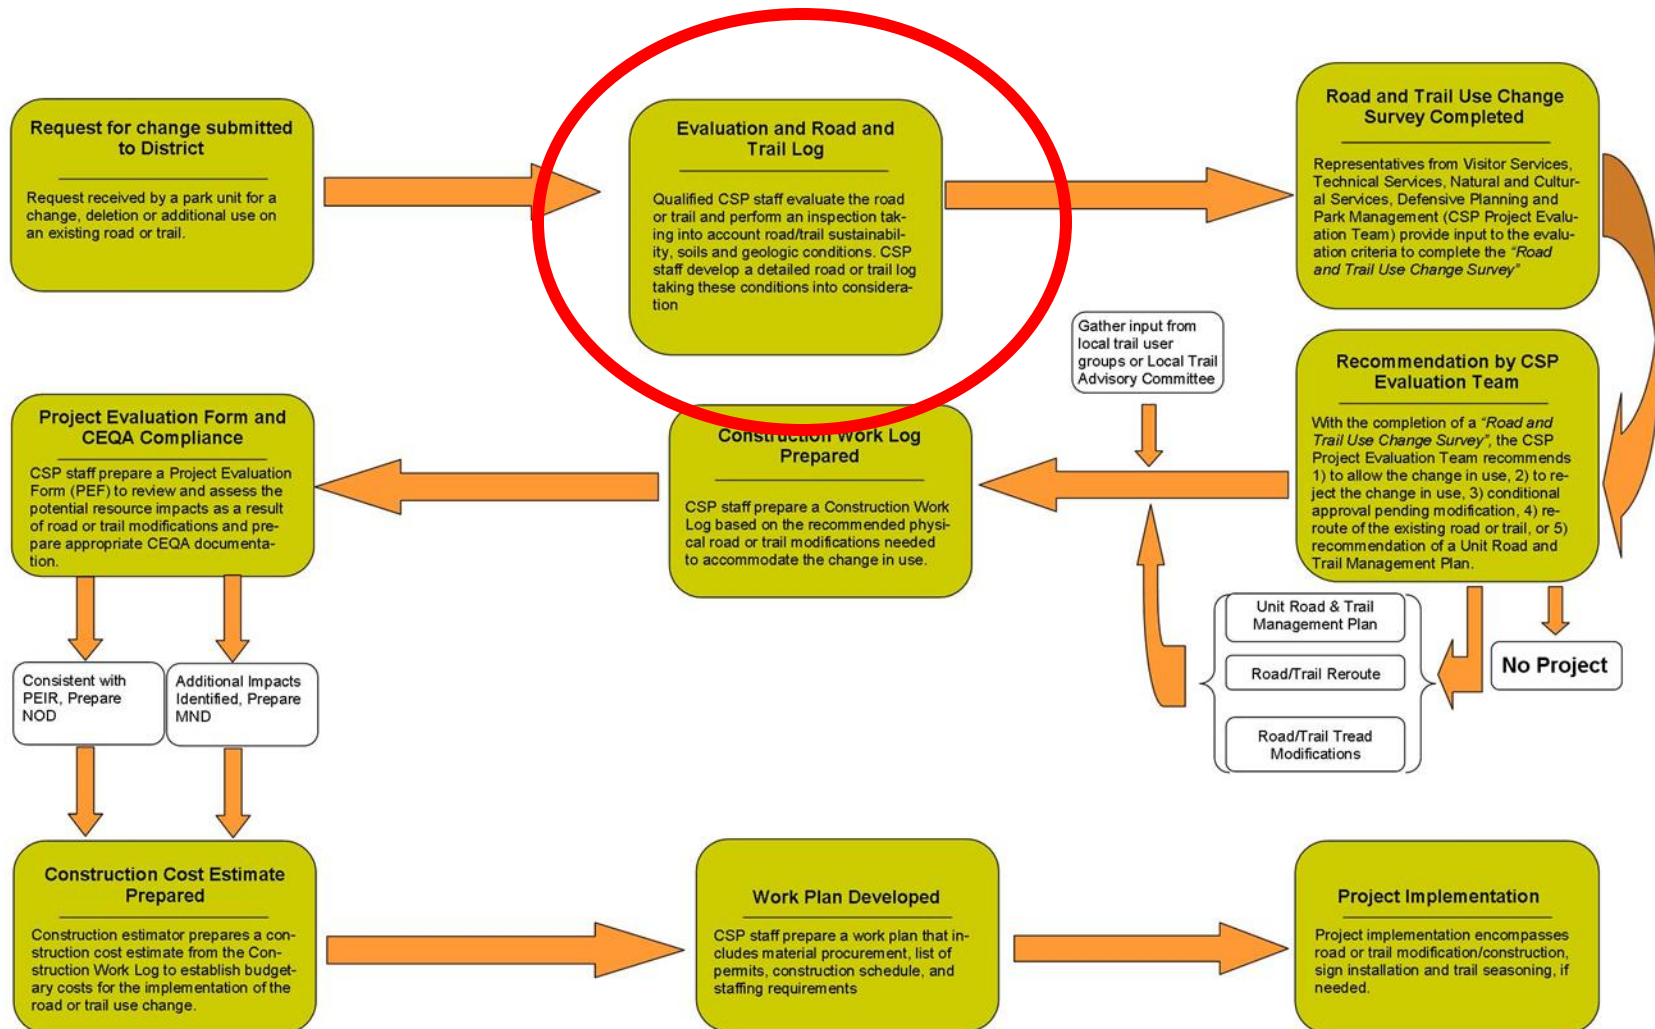 Request for change submitted
to District
Request received by a park unit for a
change, deletion or additional use on
an existing road or trail.
Evaluation and Road and
Trail Log
Qualified CSP staff evaluate the road
or trail and perform an inspection tak-
ing into account road/trail sustainabil-
ity, soils and geologic conditions. CSP
staff develop a detailed road or trail log
taking these conditions into considera-
tion
Road and Trail Use Change
Survey Completed
Representatives from Visitor Services,
Technical Services, Natural and Cultur-
al Services, Defensive Planning and
Park Management (CSP Project Evalu-
ation Team) provide input to the evalu-
ation criteria to complete the “Road
and Trail Use Change Survey”
Recommendation by CSP
Evaluation Team
With the completion of a “Road and
Trail Use Change Survey”, the CSP
Project Evaluation Team recommends
1) to allow the change in use, 2) to re-
ject the change in use, 3) conditional
approval pending modification, 4) re-
route of the existing road or trail, or 5)
recommendation of a Unit Road and
Trail Management Plan.
No Project
Unit Road & Trail
Management Plan
Road/Trail Reroute
Road/Trail Tread
Modifications
Gather input from
local trail user
groups or Local Trail
Advisory Committee
Construction Work Log
Prepared
CSP staff prepare a Construction Work
Log based on the recommended physi-
cal road or trail modifications needed
to accommodate the change in use.
Project Evaluation Form and
CEQA Compliance
CSP staff prepare a Project Evaluation
Form (PEF) to review and assess the
potential resource impacts as a result
of road or trail modifications and pre-
pare appropriate CEQA documenta-
tion.
Consistent with
PEIR, Prepare
NOD
Additional Impacts
Identified, Prepare
MND
Construction Cost Estimate
Prepared
Construction estimator prepares a con-
struction cost estimate from the Con-
struction Work Log to establish budget-
ary costs for the implementation of the
road or trail use change.
Work Plan Developed
CSP staff prepare a work plan that in-
cludes material procurement, list of
permits, construction schedule, and
staffing requirements
Project Implementation
Project implementation encompasses
road or trail modification/construction,
sign installation and trail seasoning, if
needed.